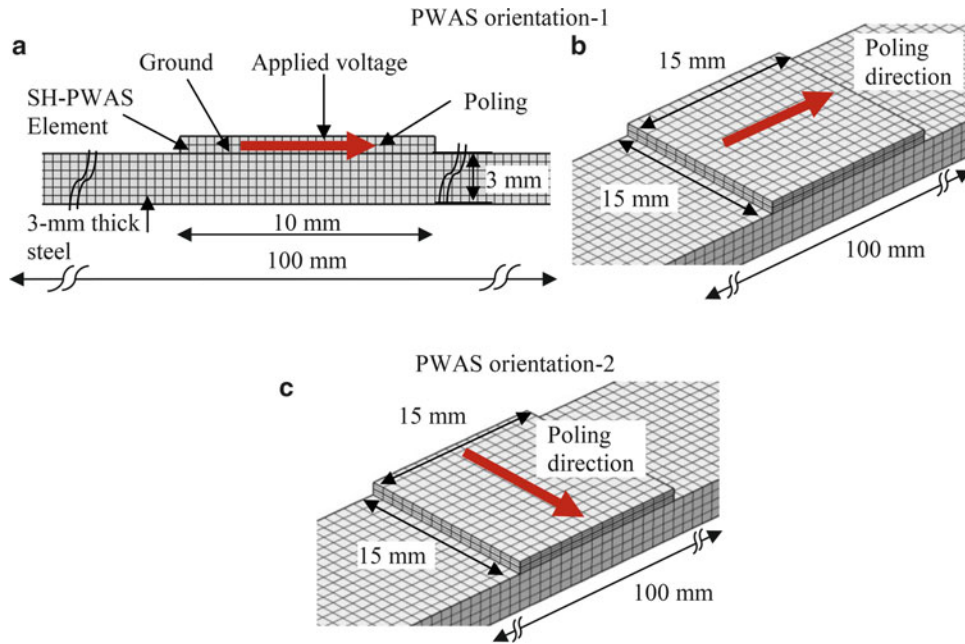 PWAS orientation-1
a
Ground
Applied voltage
SH-PWAS
Element
Poling
3 mm
3-mm thick
steel
10 mm
100 mm
b
15 mm
Poling
direction
15 mm
100 mm
PWAS orientation-2
c
15 mm
Poling
direction
15 mm
100 mm